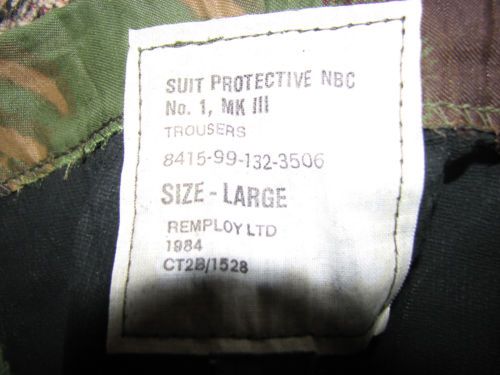 SUIT PROTECTIVE NBC
No. 1, MK III
TROUSERS
8415-99-132-3506
SIZE - LARGE
REMPLOY LTD
1984
CT2B/1528